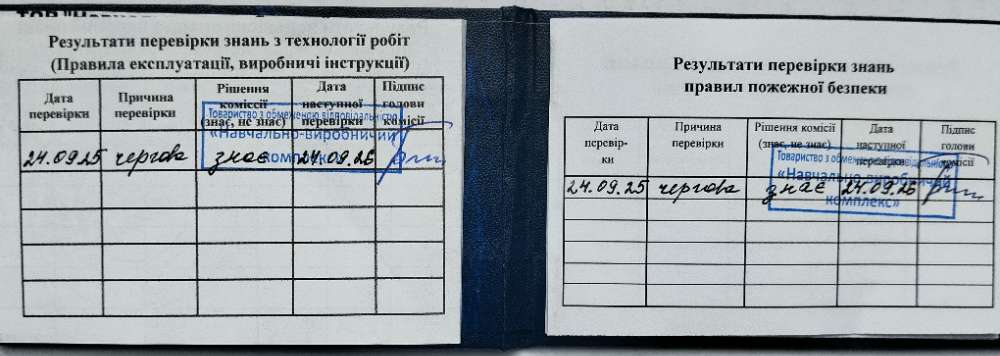 Результати перевірки знань з технології робіт
(Правила експлуатації, виробничі інструкції)
Дата перевірки Причина перевірки Рішення комісії (знає, не знає) Дата наступної перевірки Підпис голови комісії
24.09.25 чергова знає 24.09.26
Товариство з обмеженою відповідальністю
«Навчально-виробничий
комплекс»
Результати перевірки знань
правил пожежної безпеки
Дата перевір-ки Причина перевірки Рішення комісії (знає, не знає) Дата наступної перевірки Підпис голови комісії
24.09.25 чергова знає 24.09.26
Товариство з обмеженою відповідальністю
«Навчально-виробничий
комплекс»